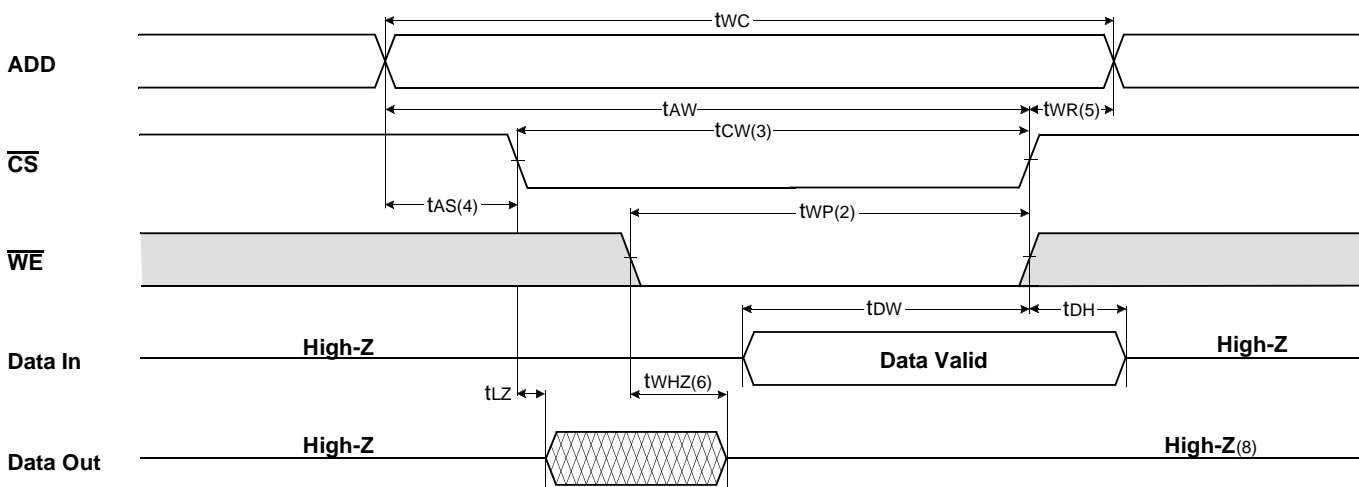 tWC
ADD
tAW
tWR(5)
tCW(3)
CS
tAS(4)
tWP(2)
WE
tDW
tDH
High-Z
Data Valid
High-Z
Data In
tLZ
tWHZ(6)
High-Z
High-Z(8)
Data Out